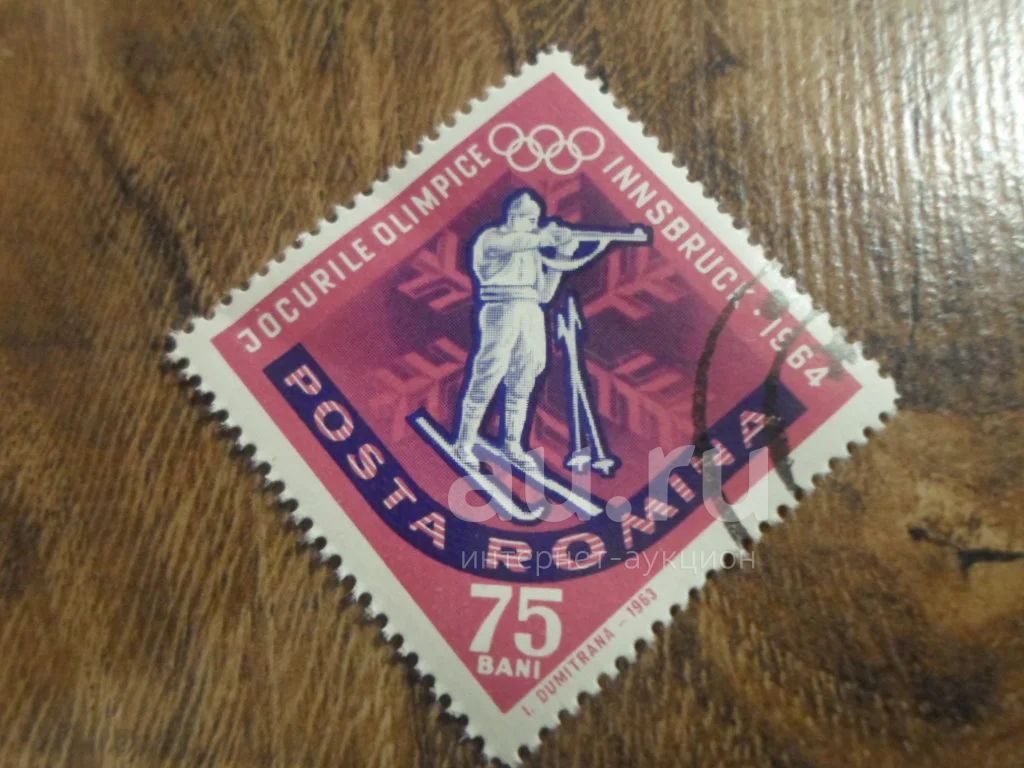 JOCURILE OLIMPICE
INNSBRUCK. 1964
POSTA ROMINA
75
BANI
I. DUMITRANA – 1963
au.ru
интернет-аукцион